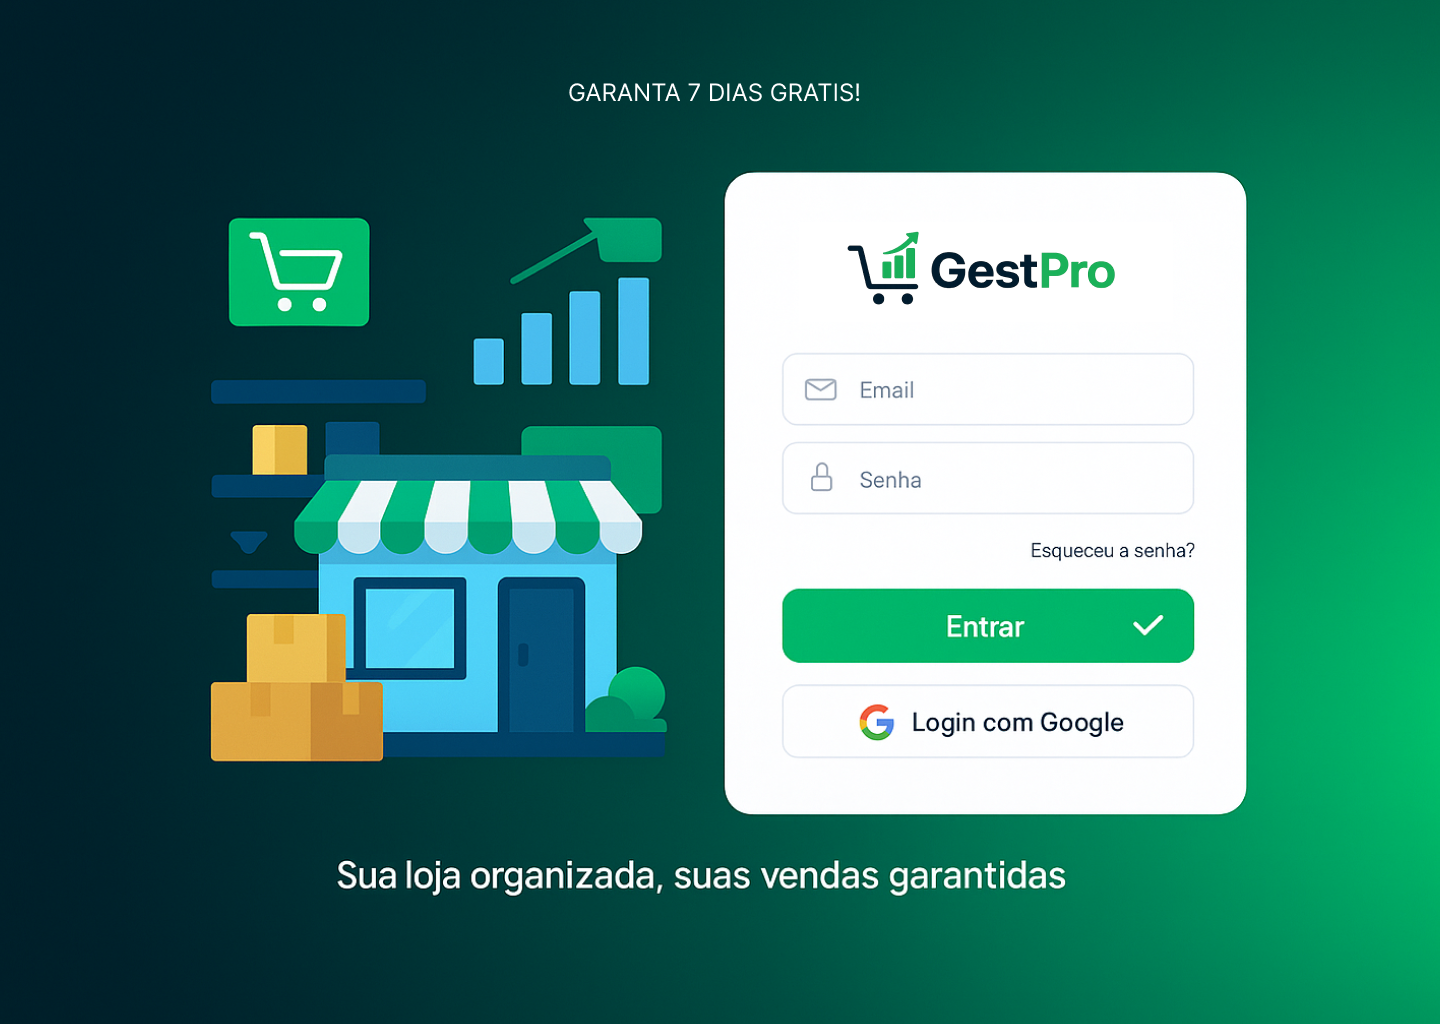 GARANTA 7 DIAS GRATIS!
GestPro
Email
Senha
Esqueceu a senha?
Entrar
Login com Google
Sua loja organizada, suas vendas garantidas